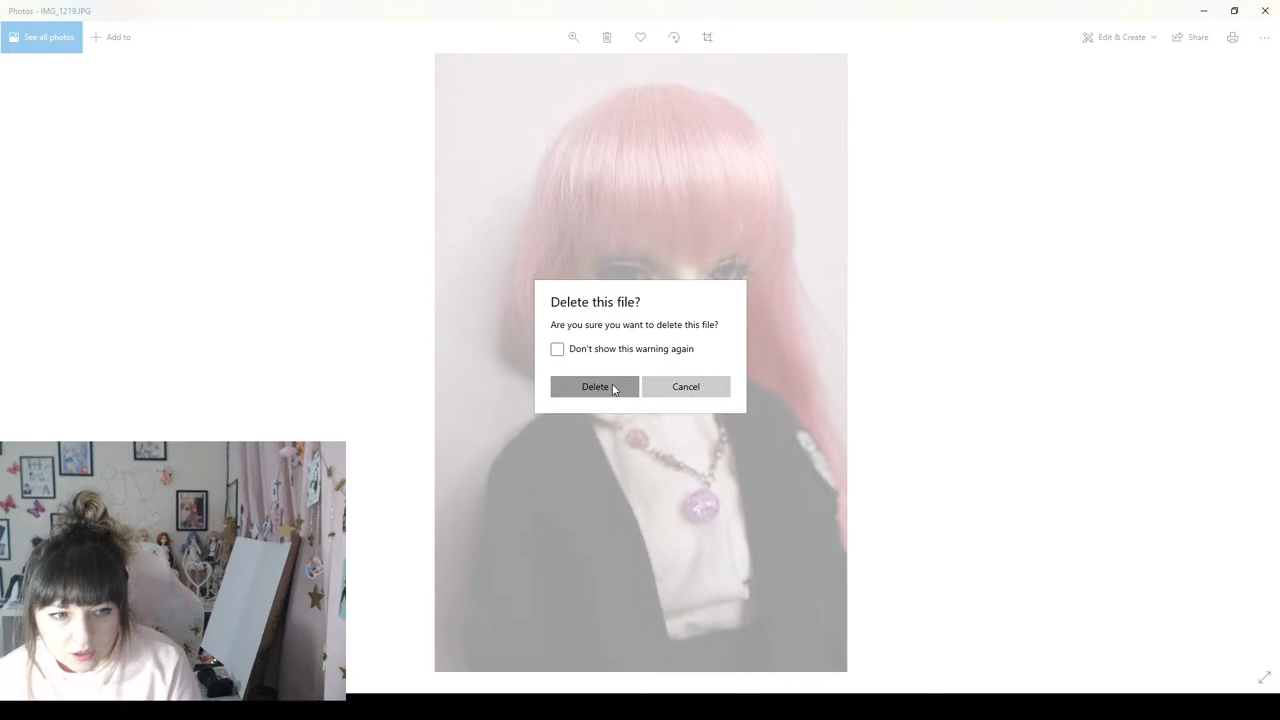 Photos - IMG_1219.JPG
See all photos
Add to
Edit & Create
Share
Delete this file?
Are you sure you want to delete this file?
Don't show this warning again
Delete
Cancel